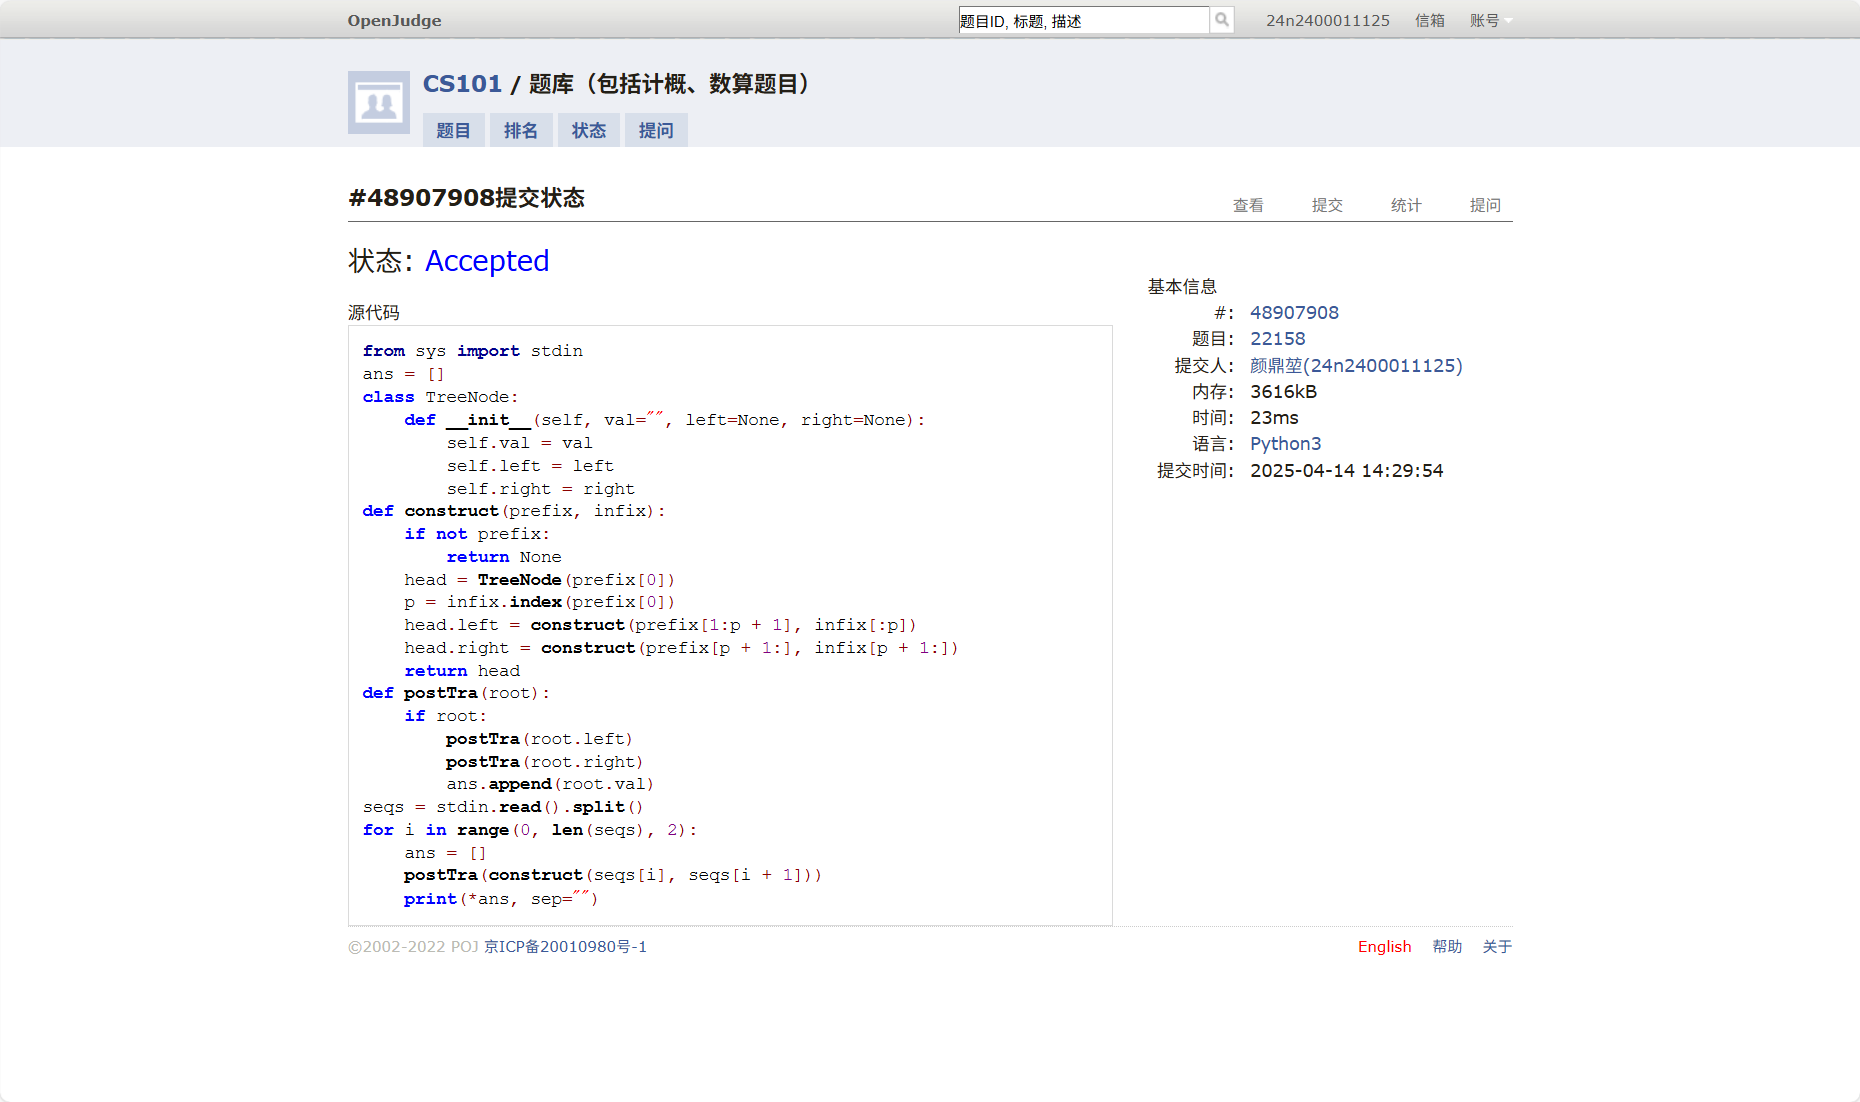 OpenJudge
题目ID, 标题, 描述
24n2400011125 信箱 账号
CS101 / 题库（包括计概、数算题目）
题目 排名 状态 提问
#48907908提交状态
查看 提交 统计 提问
状态: Accepted
源代码
from sys import stdin
ans = []
class TreeNode:
    def __init__(self, val="", left=None, right=None):
        self.val = val
        self.left = left
        self.right = right
def construct(prefix, infix):
    if not prefix:
        return None
    head = TreeNode(prefix[0])
    p = infix.index(prefix[0])
    head.left = construct(prefix[1:p + 1], infix[:p])
    head.right = construct(prefix[p + 1:], infix[p + 1:])
    return head
def postTra(root):
    if root:
        postTra(root.left)
        postTra(root.right)
        ans.append(root.val)
seqs = stdin.read().split()
for i in range(0, len(seqs), 2):
    ans = []
    postTra(construct(seqs[i], seqs[i + 1]))
    print(*ans, sep="")
基本信息
#: 48907908
题目: 22158
提交人: 颜鼎堃(24n2400011125)
内存: 3616kB
时间: 23ms
语言: Python3
提交时间: 2025-04-14 14:29:54
©2002-2022 POJ 京ICP备20010980号-1
English 帮助 关于